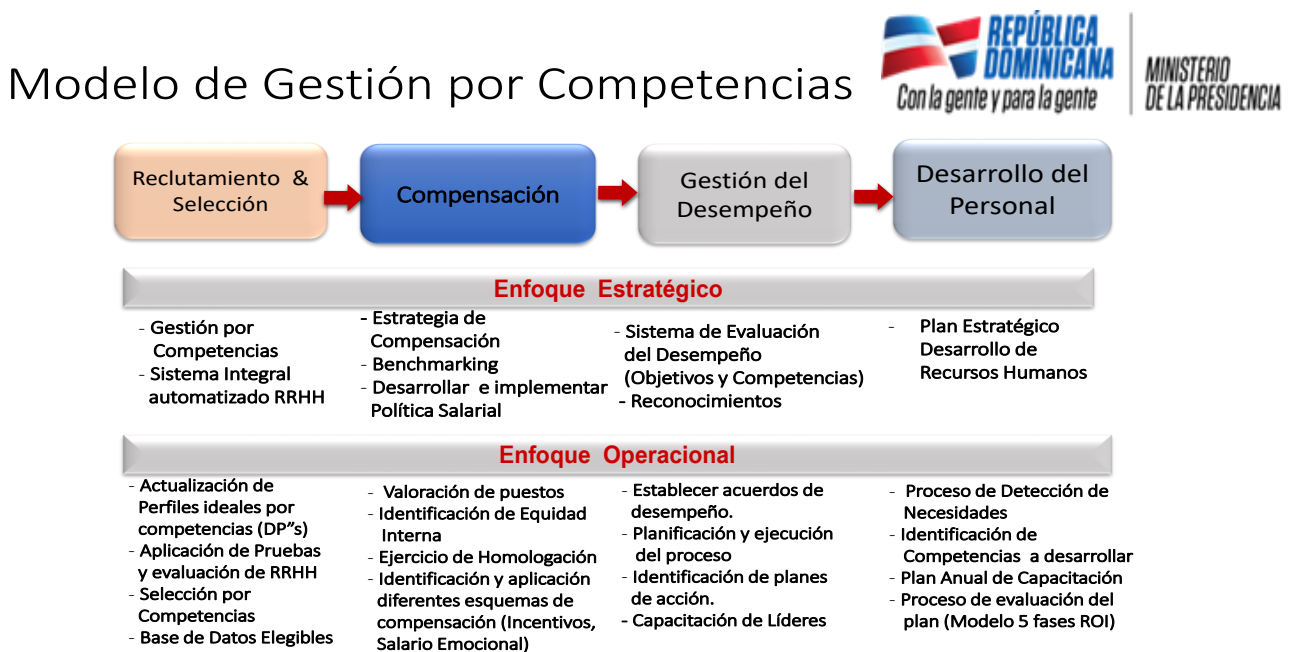 Modelo de Gestión por Competencias
REPÚBLICA
DOMINICANA
Con la gente y para la gente
MINISTERIO
DE LA PRESIDENCIA
Reclutamiento &
Selección
Compensación
Gestión del
Desempeño
Desarrollo del
Personal
Enfoque Estratégico
- Gestión por
Competencias
- Sistema Integral
automatizado RRHH
- Estrategia de
Compensación
- Benchmarking
- Desarrollar e implementar
Política Salarial
- Sistema de Evaluación
del Desempeño
(Objetivos y Competencias)
- Reconocimientos
- Plan Estratégico
Desarrollo de
Recursos Humanos
Enfoque Operacional
- Actualización de
Perfiles ideales por
competencias (DP"s)
- Aplicación de Pruebas
y evaluación de RRHH
- Selección por
Competencias
- Base de Datos Elegibles
- Valoración de puestos
- Identificación de Equidad
Interna
- Ejercicio de Homologación
- Identificación y aplicación
diferentes esquemas de
compensación (Incentivos,
Salario Emocional)
- Establecer acuerdos de
desempeño.
- Planificación y ejecución
del proceso
- Identificación de planes
de acción.
- Capacitación de Líderes
- Proceso de Detección de
Necesidades
- Identificación de
Competencias a desarrollar
- Plan Anual de Capacitación
- Proceso de evaluación del
plan (Modelo 5 fases ROI)